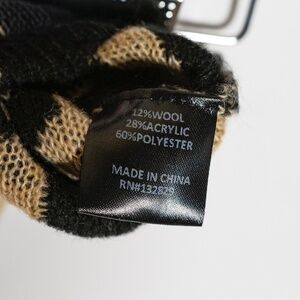 12%WOOL
28%ACRYLIC
60%POLYESTER
MADE IN CHINA
RN#132829